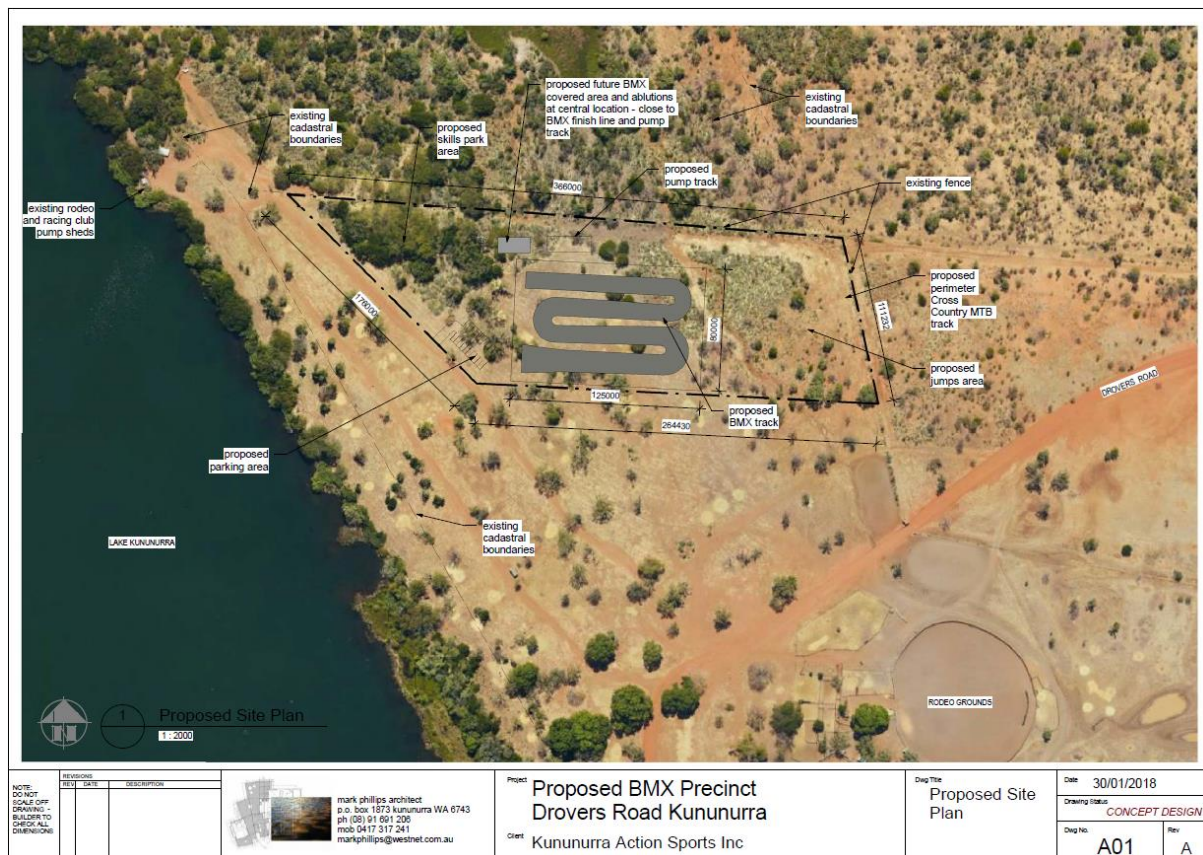 proposed future BMX
covered area and ablutions
at central location - close to
BMX finish line and pump
track
existing
cadastral
boundaries
proposed
skills park
area
existing
cadastral
boundaries
proposed
pump track
existing fence
366000
existing rodeo
and racing club
pump sheds
176000
80000
111232
proposed
perimeter
Cross
Country MTB
track
proposed
jumps area
DROVERS ROAD
125000
264430
proposed
BMX track
proposed
parking area
existing
cadastral
boundaries
LAKE KUNUNURRA
RODEO GROUNDS
N
1
Proposed Site Plan
1 : 2000
NOTE:
DO NOT
SCALE OFF
DRAWING -
BUILDER TO
CHECK ALL
DIMENSIONS
REVISIONS
REV DATE DESCRIPTION
mark phillips architect
p.o. box 1873 kununurra WA 6743
ph (08) 91 691 206
mob 0417 317 241
markphillips@westnet.com.au
Project Proposed BMX Precinct
Drovers Road Kununurra
Client Kununurra Action Sports Inc
Dwg Title
Proposed Site
Plan
Date 30/01/2018
Drawing Status
CONCEPT DESIGN
Dwg No. Rev
A01 A